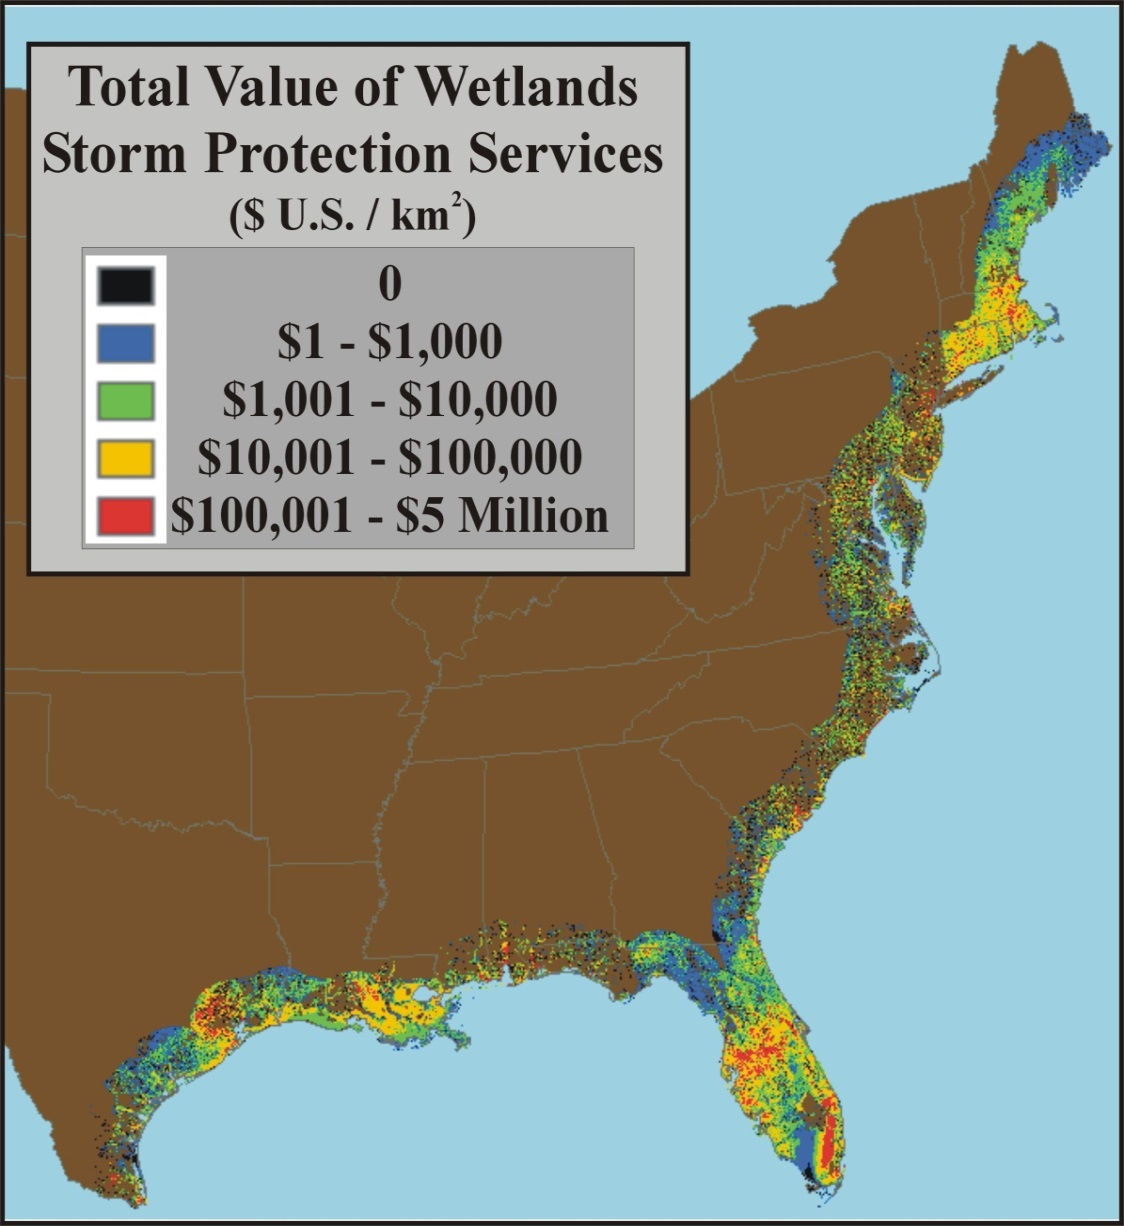 Total Value of Wetlands
Storm Protection Services
($ U.S. / km²)
0
$1 - $1,000
$1,001 - $10,000
$10,001 - $100,000
$100,001 - $5 Million